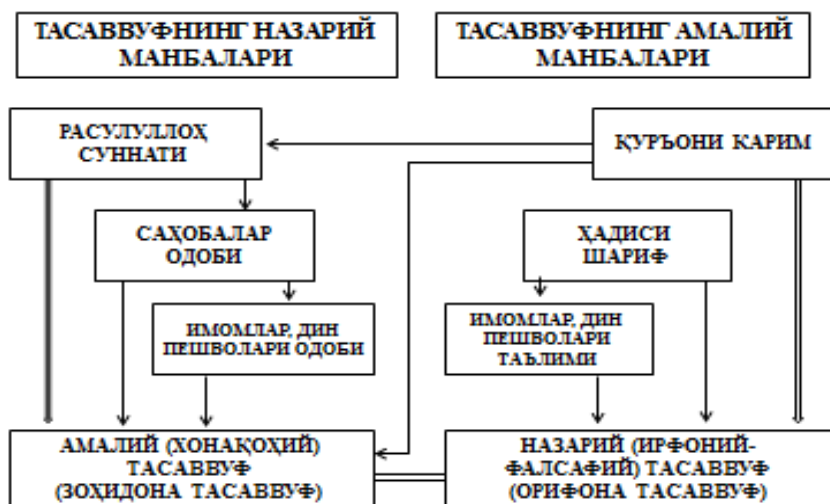 ТАСАВВУФНИНГ НАЗАРИЙ
МАНБАЛАРИ
ТАСАВВУФНИНГ АМАЛИЙ
МАНБАЛАРИ
РАСУЛУЛЛОҲ
СУННАТИ
ҚУРЪОНИ КАРИМ
САҲОБАЛАР
ОДОБИ
ҲАДИСИ
ШАРИФ
ИМОМЛАР, ДИН
ПЕШВОЛАРИ ОДОБИ
ИМОМЛАР, ДИН
ПЕШВОЛАРИ
ТАЪЛИМИ
АМАЛИЙ (ХОНАҚОҲИЙ)
ТАСАВВУФ
(ЗОҲИДОНА ТАСАВВУФ)
НАЗАРИЙ (ИРФОНИЙ-
ФАЛСАФИЙ) ТАСАВВУФ
(ОРИФОНА ТАСАВВУФ)